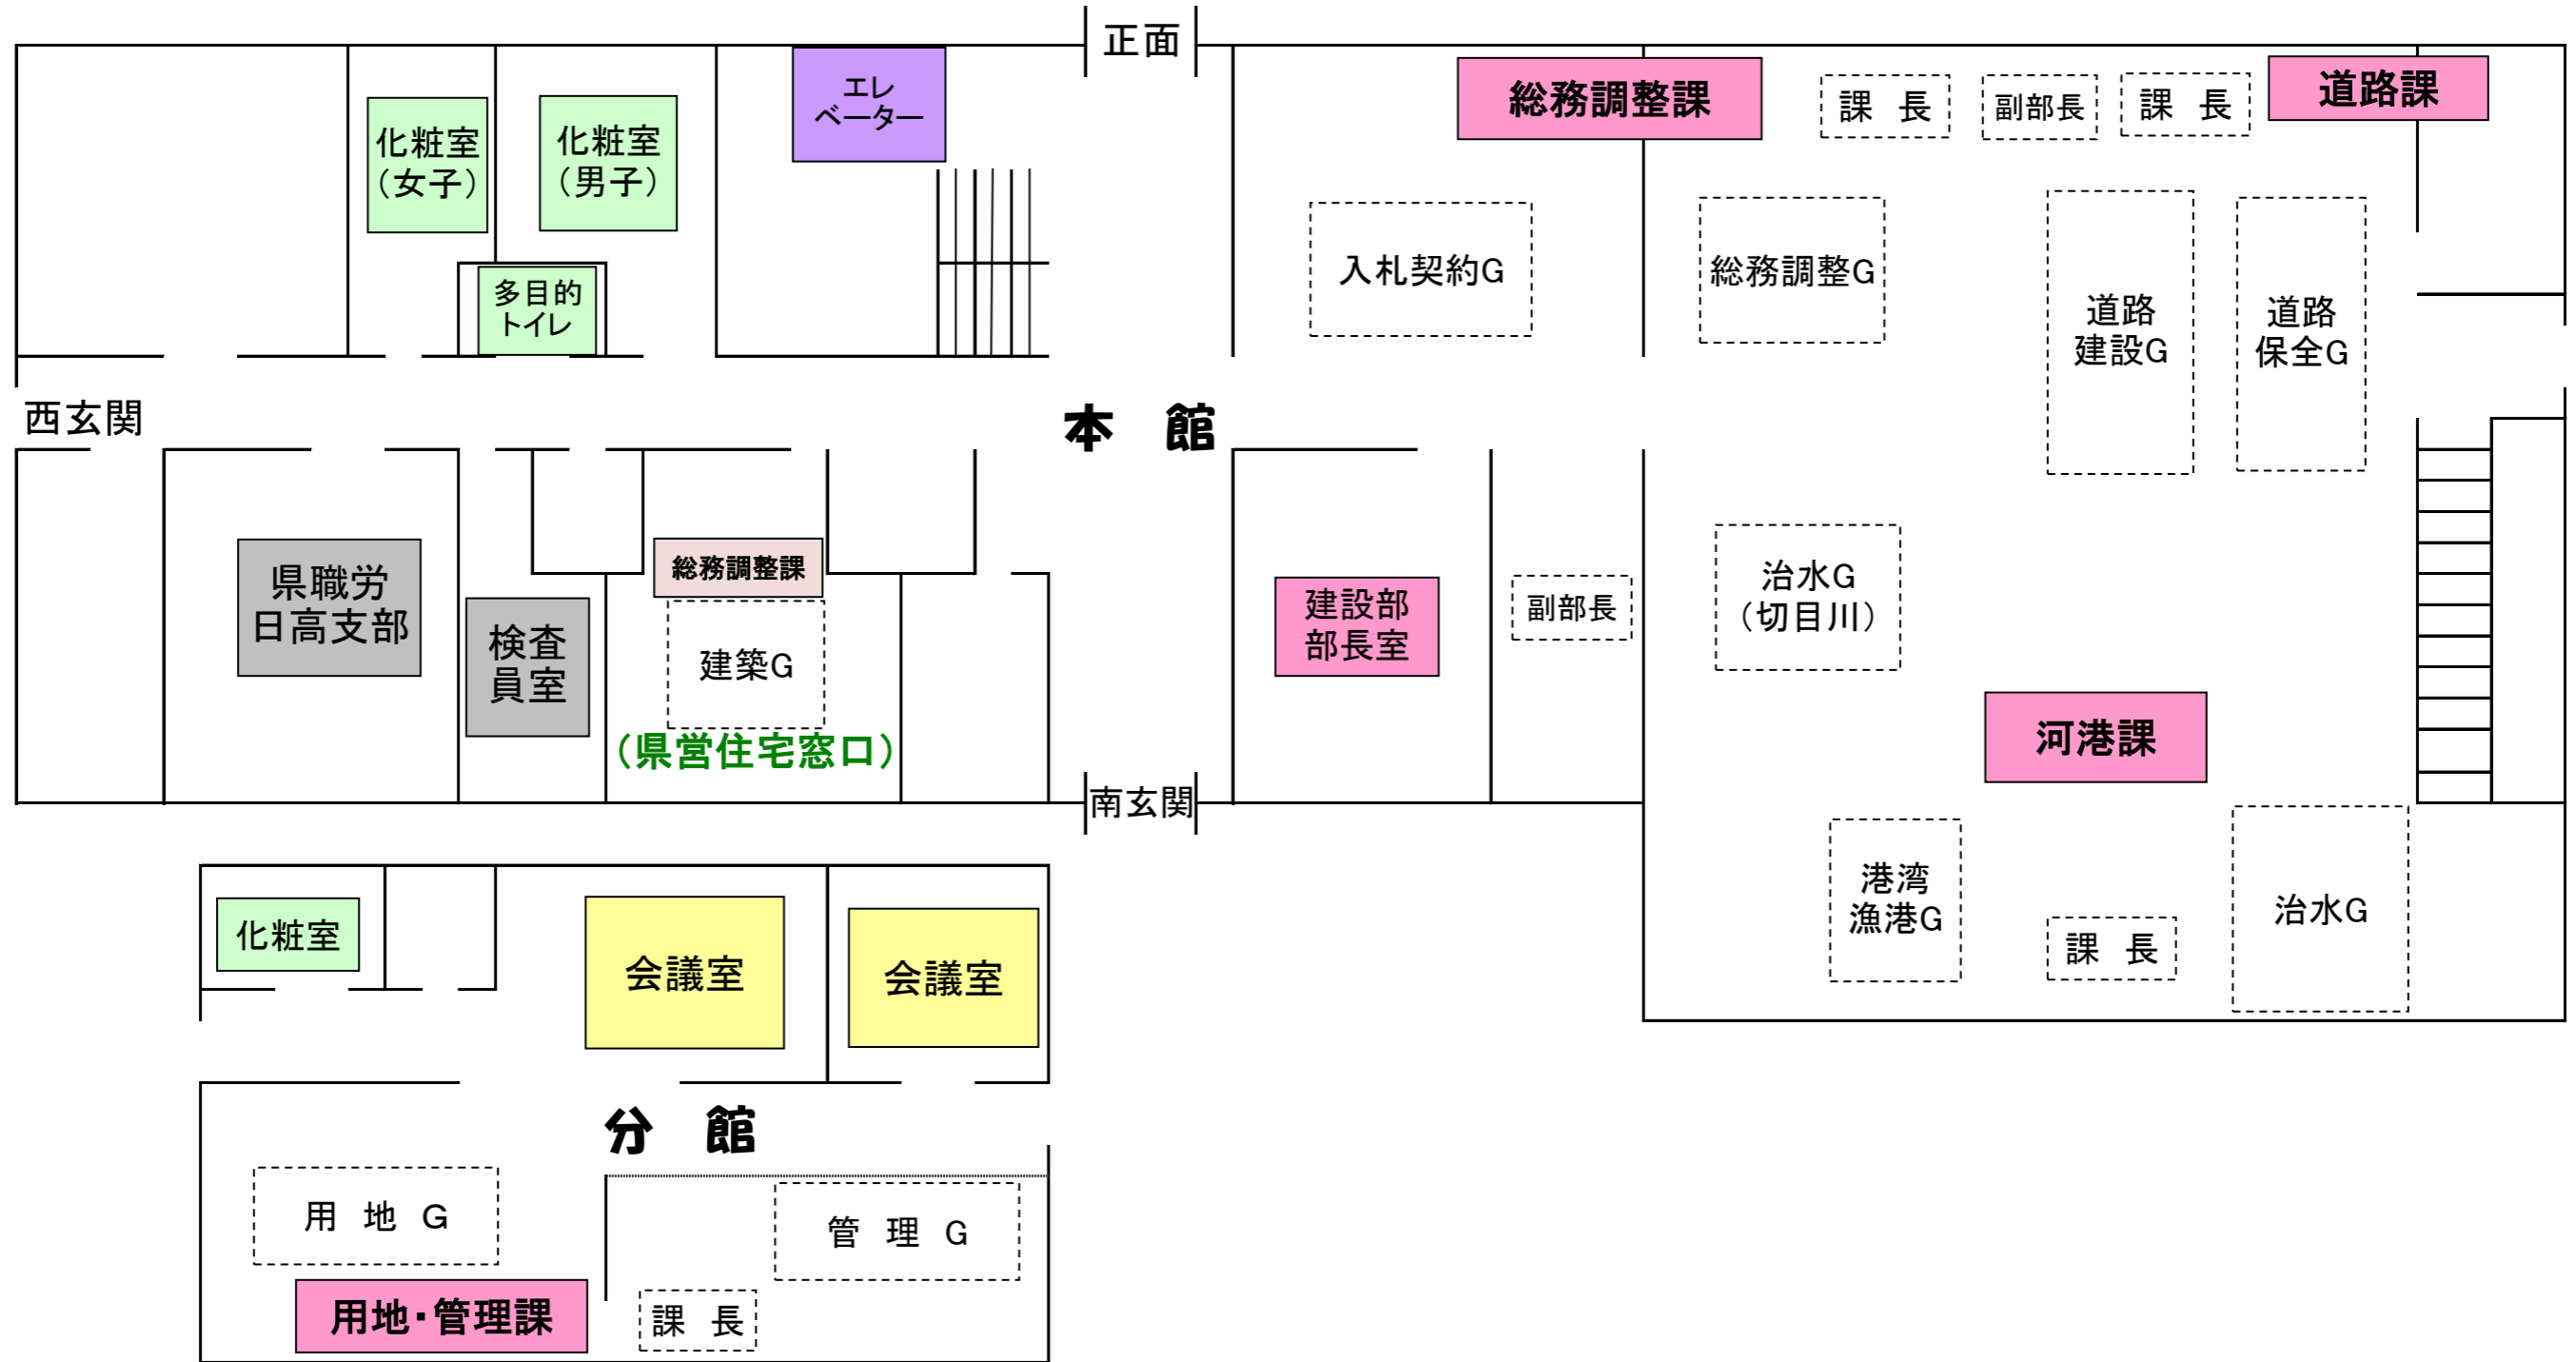 正面
エレ
ベーター
総務調整課
課　長
副部長
課　長
道路課
化粧室
（女子）
化粧室
（男子）
多目的
トイレ
入札契約G
総務調整G
道路
建設G
道路
保全G
西玄関
本　館
県職労
日高支部
検査
員室
総務調整課
建築G
（県営住宅窓口）
建設部
部長室
副部長
治水G
（切目川）
河港課
南玄関
港湾
漁港G
課　長
治水G
化粧室
会議室
会議室
分　館
用　地　G
管　理　G
用地・管理課
課　長